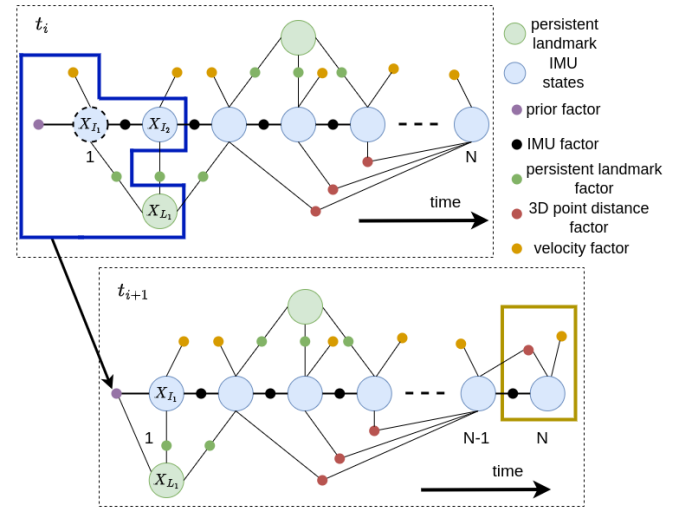 t_i
persistent
landmark
IMU
states
prior factor
IMU factor
persistent landmark
factor
3D point distance
factor
velocity factor
X_{I_1}
X_{I_2}
1
N
X_{L_1}
time
t_{i+1}
X_{I_1}
1
N-1
N
X_{L_1}
time